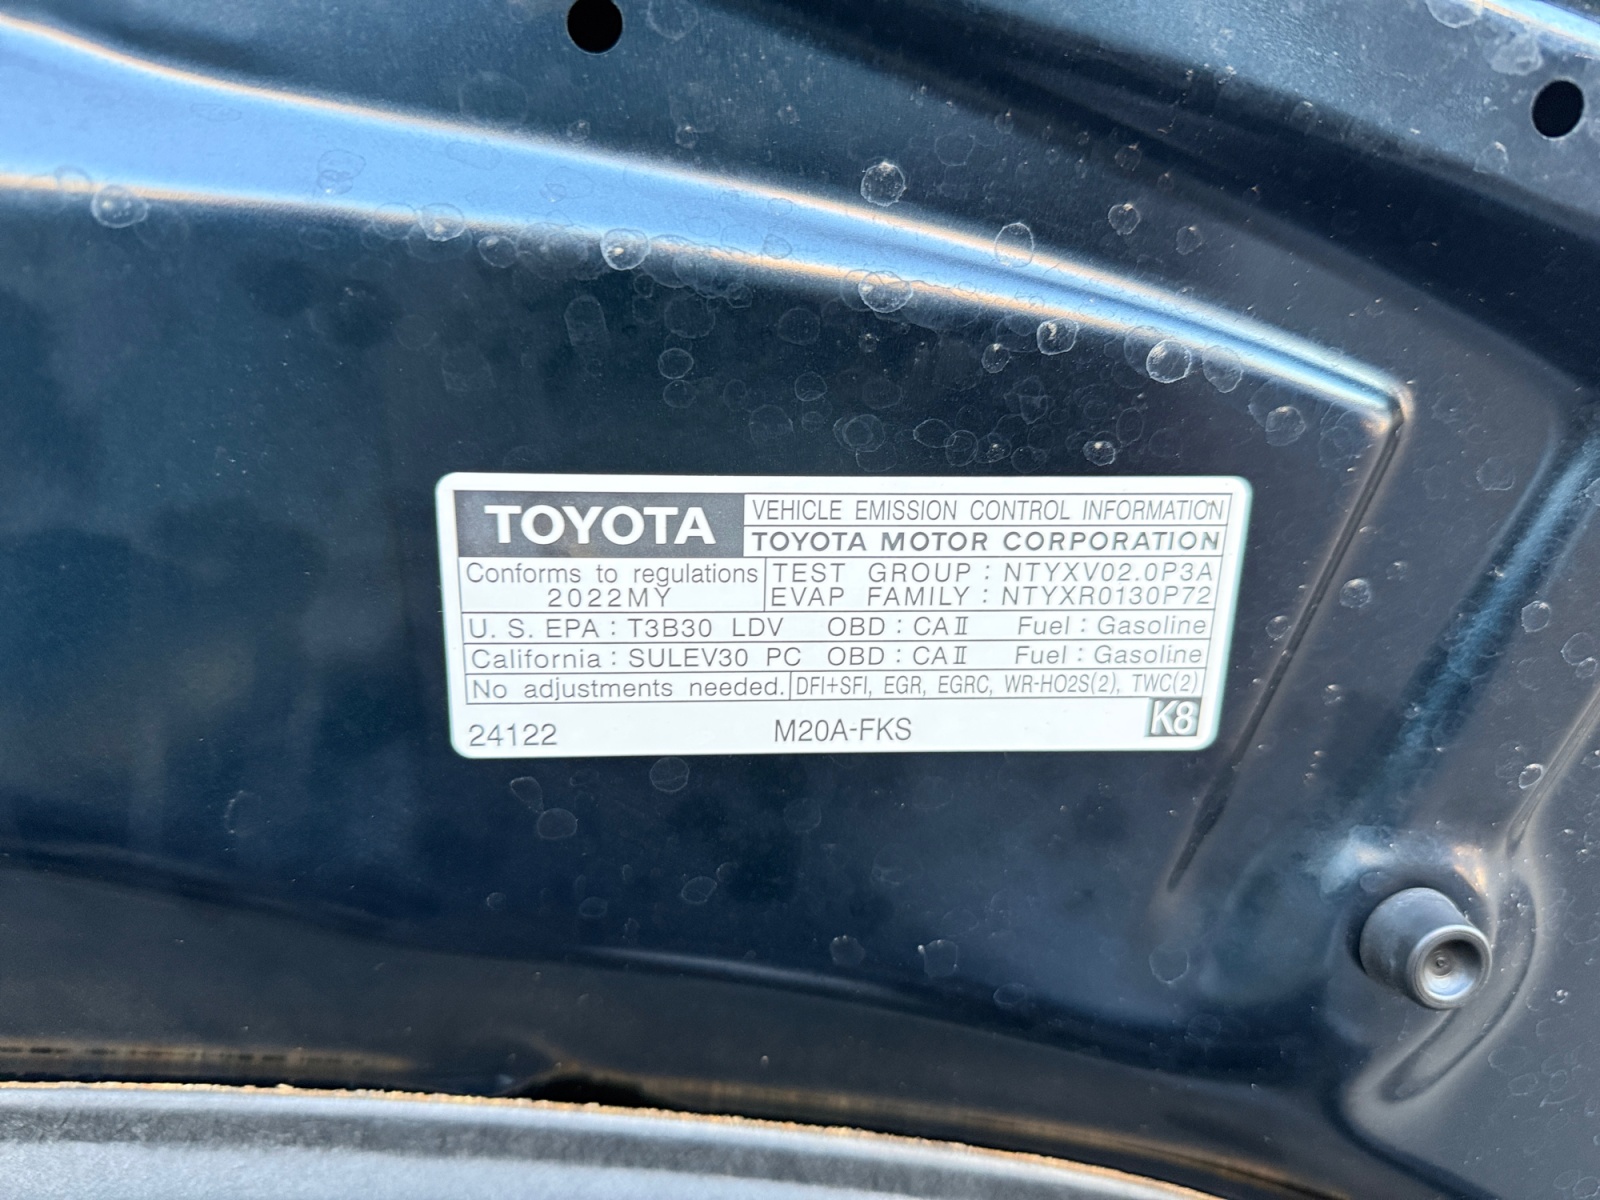 TOYOTA
VEHICLE EMISSION CONTROL INFORMATION
TOYOTA MOTOR CORPORATION
Conforms to regulations
2022MY
TEST GROUP : NTYXV02.0P3A
EVAP FAMILY : NTYXR0130P72
U. S. EPA : T3B30 LDV OBD : CAⅡ Fuel : Gasoline
California : SULEV30 PC OBD : CAⅡ Fuel : Gasoline
No adjustments needed. DFI+SFI, EGR, EGRC, WR-HO2S(2), TWC(2)
24122 M20A-FKS K8